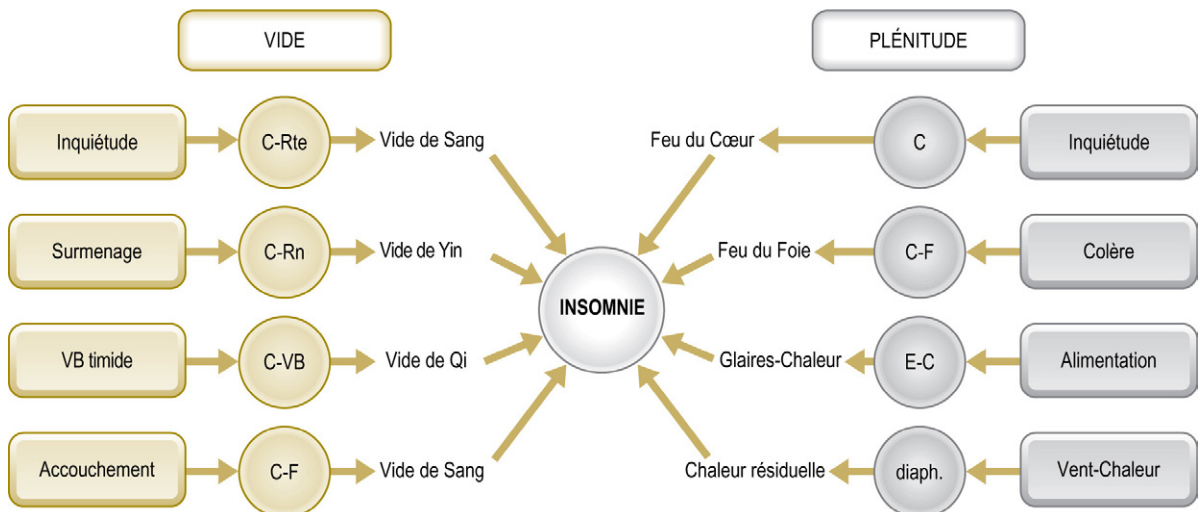 VIDE
PLÉNITUDE
Inquiétude
C-Rte
Vide de Sang
Feu du Cœur
C
Inquiétude
Surmenage
C-Rn
Vide de Yin
Feu du Foie
C-F
Colère
INSOMNIE
VB timide
C-VB
Vide de Qi
Glaires-Chaleur
E-C
Alimentation
Accouchement
C-F
Vide de Sang
Chaleur résiduelle
diaph.
Vent-Chaleur